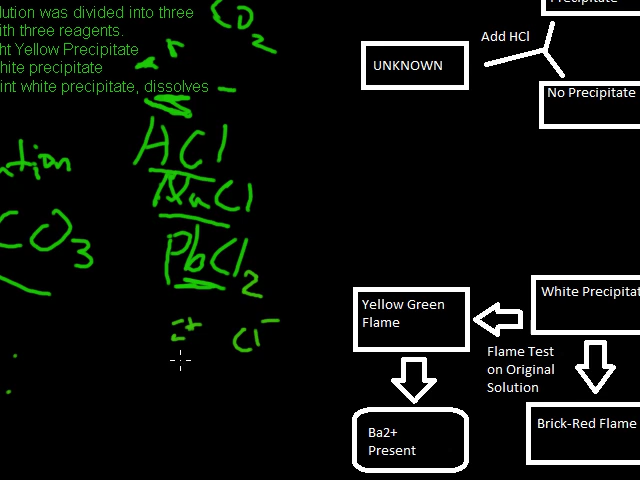 lution was divided into three
ith three reagents.
ht Yellow Precipitate
hite precipitate
int white precipitate, dissolves
CO2
HCl
NaCl
PbCl2
ation
CO3
2+ Cl-
Precipitate
Add HCl
UNKNOWN
No Precipitate
White Precipitat
Yellow Green
Flame
Flame Test
on Original
Solution
Brick-Red Flame
Ba2+
Present